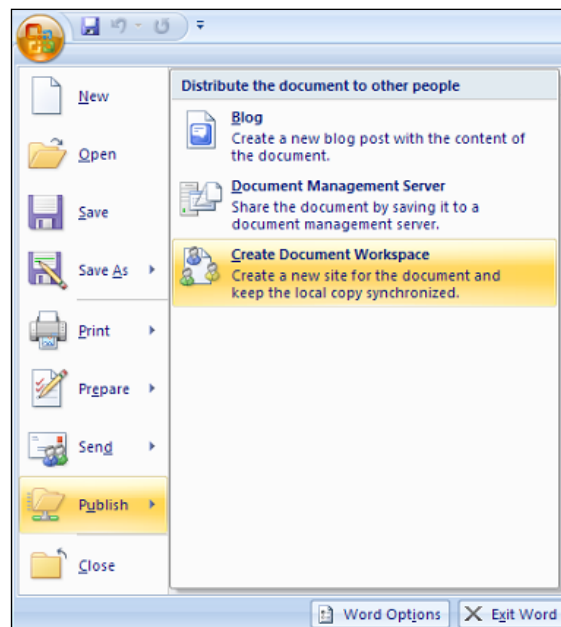 New
Open
Save
Save As
Print
Prepare
Send
Publish
Close
Distribute the document to other people
Blog
Create a new blog post with the content of
the document.
Document Management Server
Share the document by saving it to a
document management server.
Create Document Workspace
Create a new site for the document and
keep the local copy synchronized.
Word Options
Exit Word